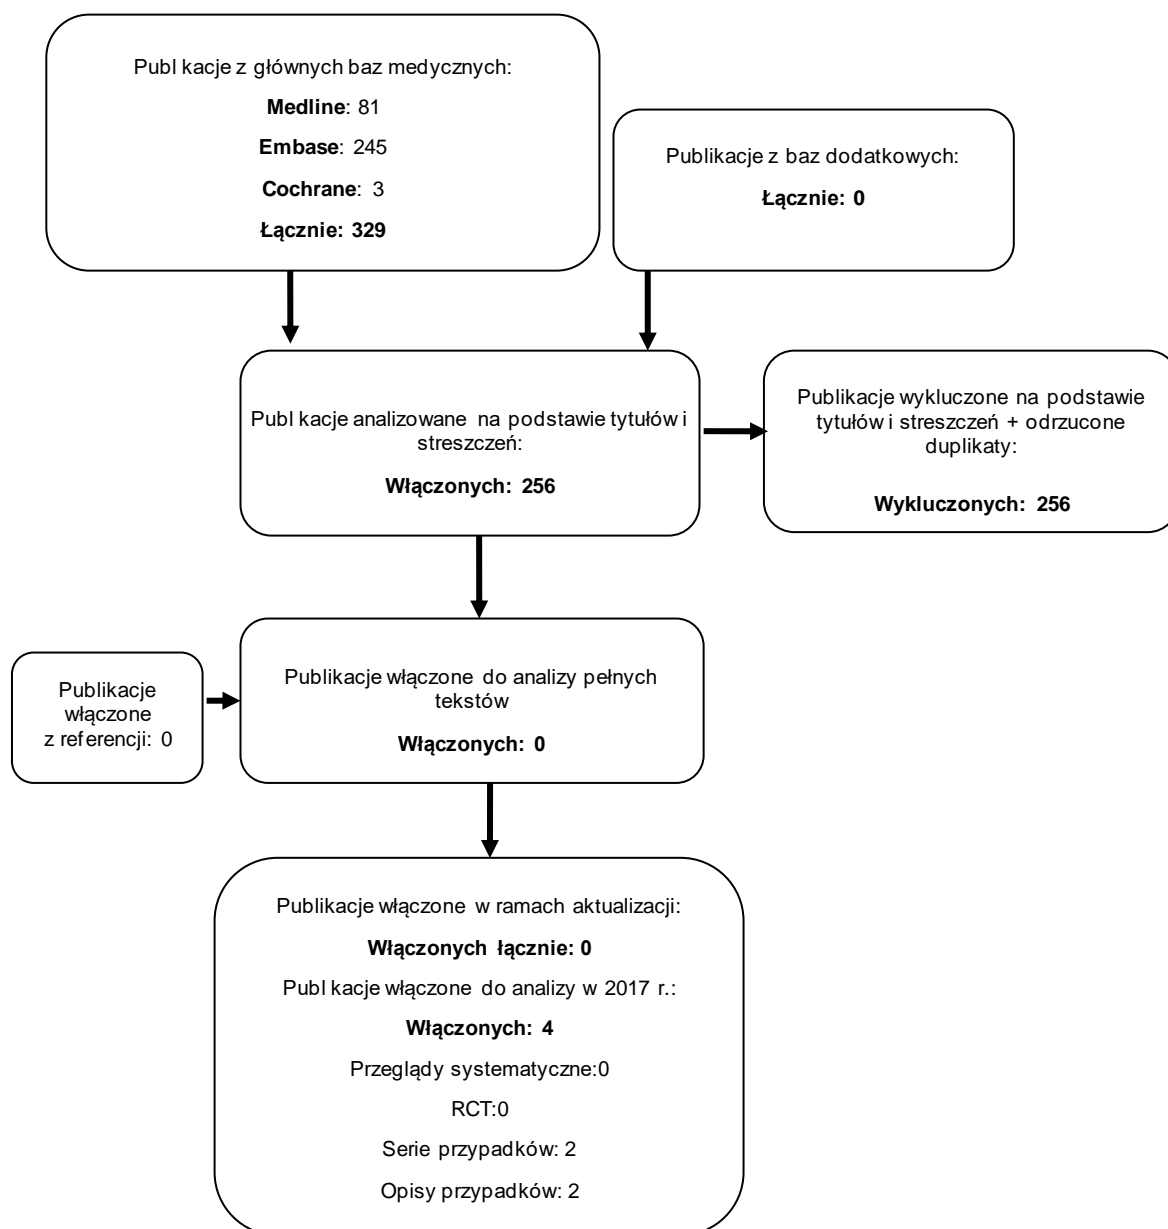 Publ kacje z głównych baz medycznych:
Medline: 81
Embase: 245
Cochrane: 3
Łącznie: 329
Publikacje z baz dodatkowych:
Łącznie: 0
Publ kacje analizowane na podstawie tytułów i
streszczeń:
Włączonych: 256
Publikacje wykluczone na podstawie
tytułów i streszczeń + odrzucone
duplikaty:
Wykluczonych: 256
Publikacje
włączone
z referencji: 0
Publikacje włączone do analizy pełnych
tekstów
Włączonych: 0
Publikacje włączone w ramach aktualizacji:
Włączonych łącznie: 0
Publ kacje włączone do analizy w 2017 r.:
Włączonych: 4
Przeglądy systematyczne:0
RCT:0
Serie przypadków: 2
Opisy przypadków: 2